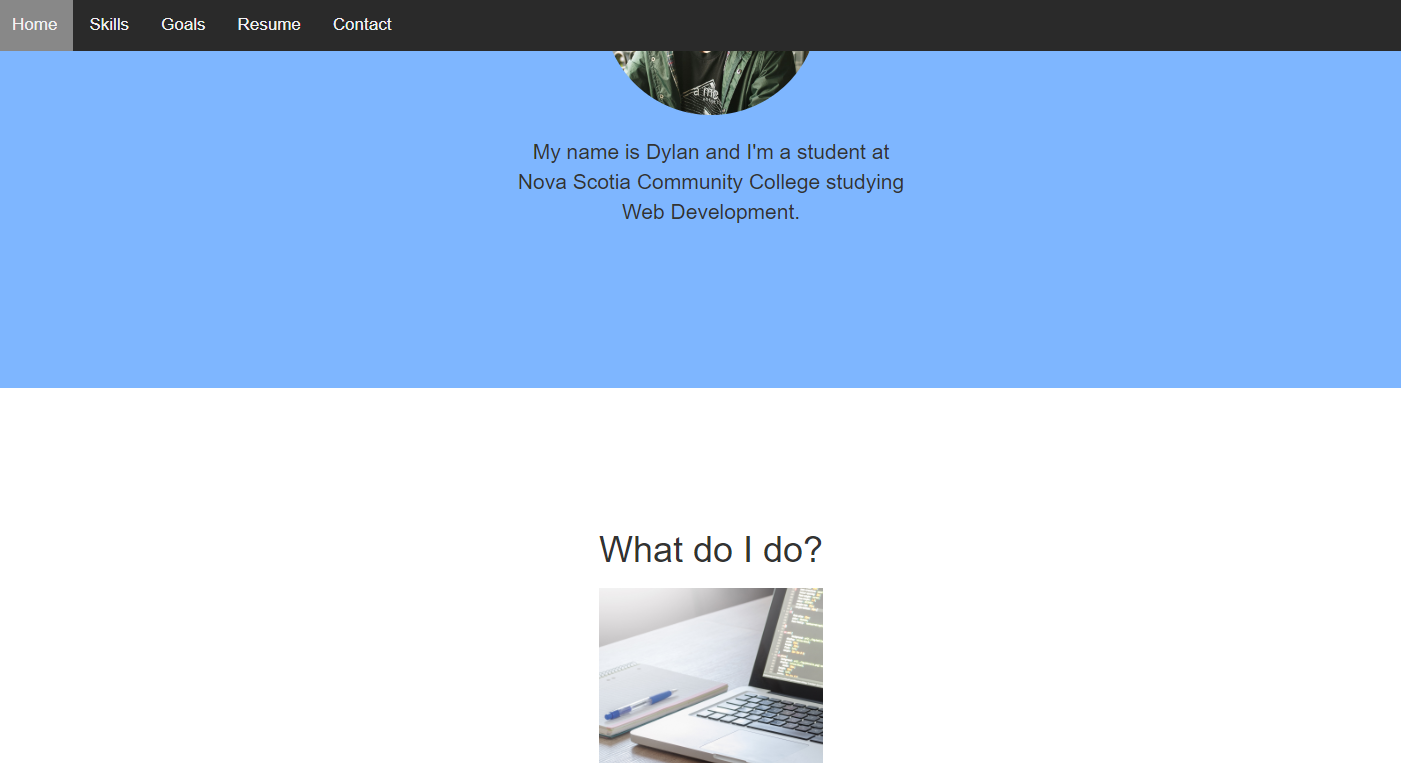 Home Skills Goals Resume Contact
My name is Dylan and I'm a student at
Nova Scotia Community College studying
Web Development.
What do I do?